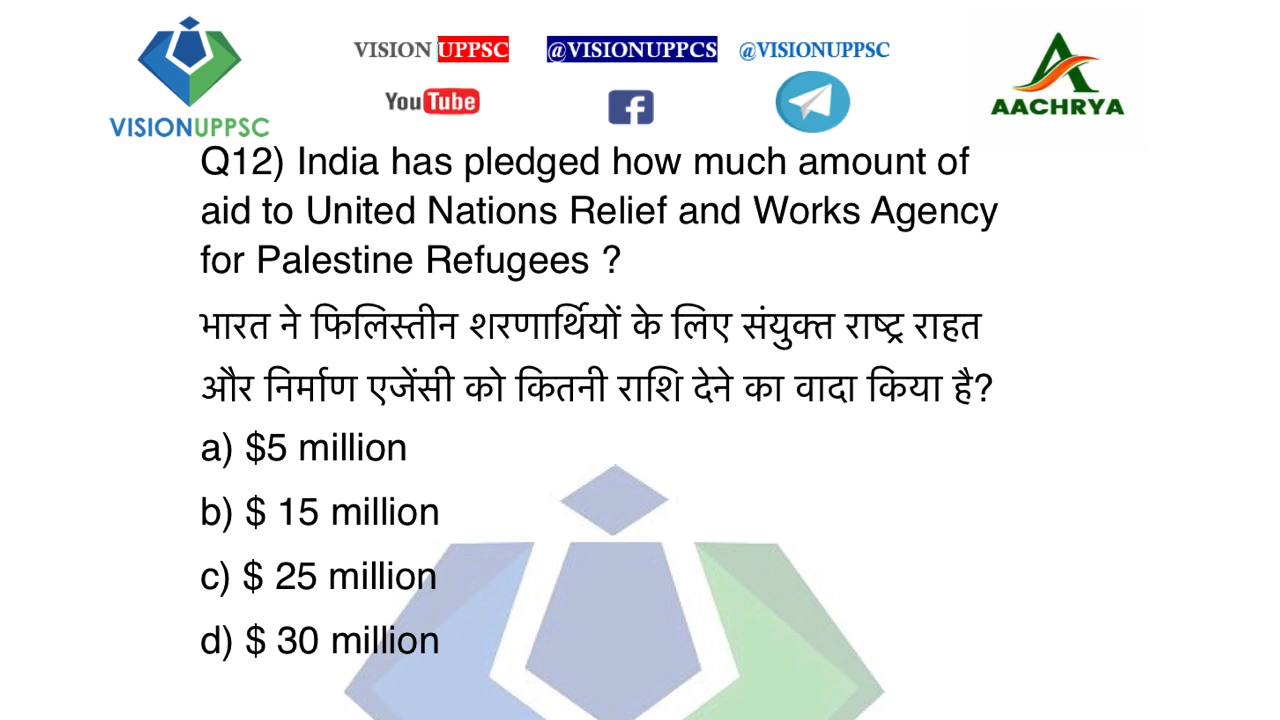 VISION UPPSC @VISIONUPPCS @VISIONUPPSC
YouTube f
VISIONUPPSC AACHRYA
Q12) India has pledged how much amount of
aid to United Nations Relief and Works Agency
for Palestine Refugees ?
भारत ने फिलिस्तीन शरणार्थियों के लिए संयुक्त राष्ट्र राहत
और निर्माण एजेंसी को कितनी राशि देने का वादा किया है?
a) $5 million
b) $ 15 million
c) $ 25 million
d) $ 30 million